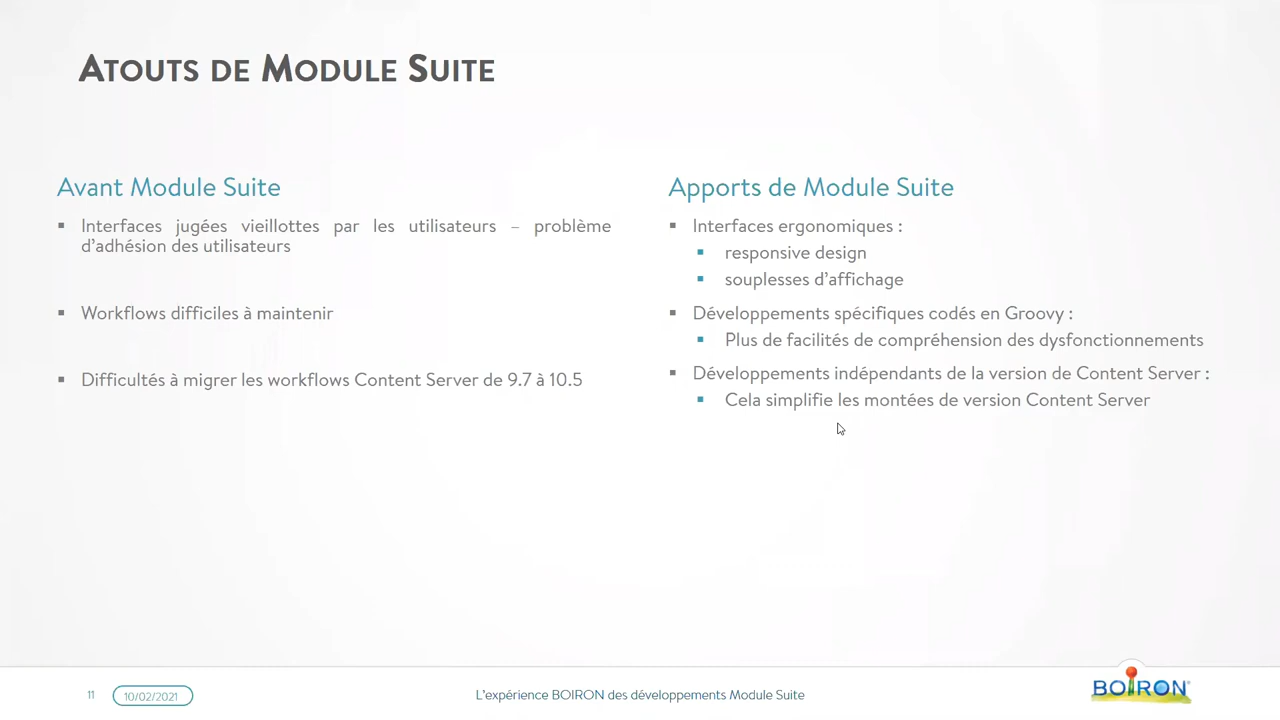 ATOUTS DE MODULE SUITE
Avant Module Suite
Interfaces jugées vieillottes par les utilisateurs – problème
d'adhésion des utilisateurs
Workflows difficiles à maintenir
Difficultés à migrer les workflows Content Server de 9.7 à 10.5
Apports de Module Suite
Interfaces ergonomiques :
responsive design
souplesses d'affichage
Développements spécifiques codés en Groovy :
Plus de facilités de compréhension des dysfonctionnements
Développements indépendants de la version de Content Server :
Cela simplifie les montées de version Content Server
11
10/02/2021
L'expérience BOIRON des développements Module Suite
BOIRON